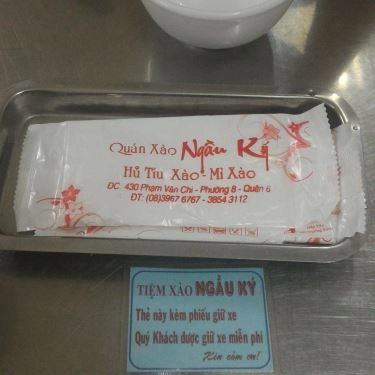 Quán Xào Ngầu Ký
Hủ Tíu Xào - Mì Xào
ĐC. 430 Phạm Văn Chí - Phường 8 - Quận 6
ĐT: (08)3967 6767 - 3854 3112
TIỆM XÀO NGẦU KÝ
Thẻ này kèm phiếu giữ xe
Quý Khách được giữ xe miễn phí
Xin cảm ơn!